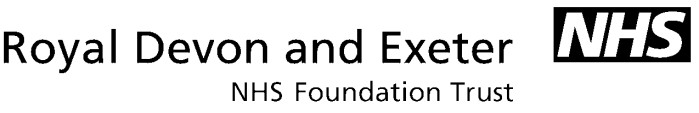 Royal Devon and Exeter NHS
NHS Foundation Trust